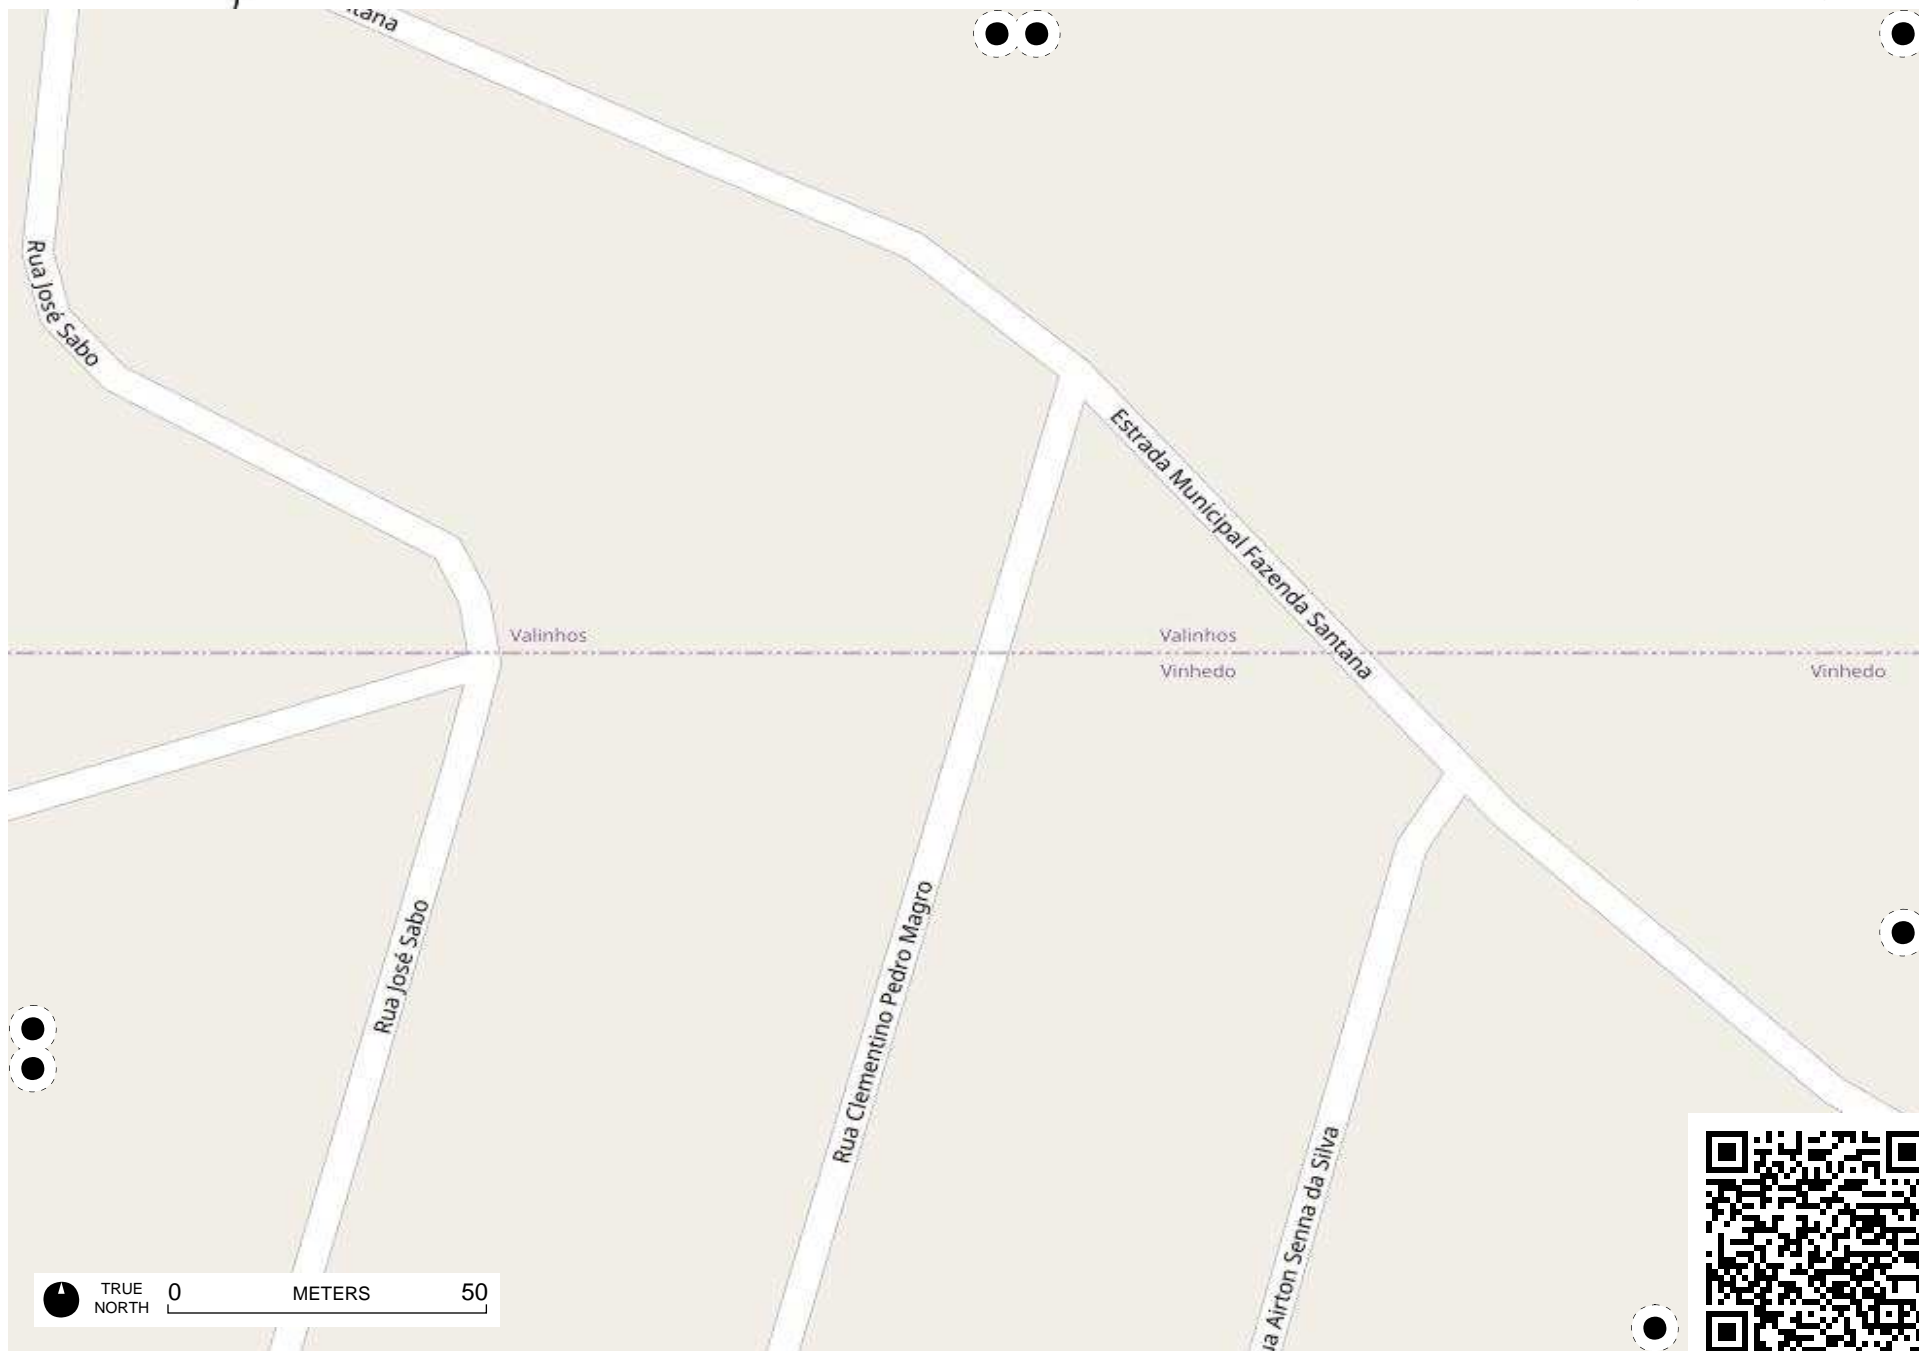 Rua José Sabo
Estrada Municipal Fazenda Santana
Valinhos
Valinhos
Vinhedo
Vinhedo
Rua José Sabo
Rua Clementino Pedro Magro
Airton Senna da Silva
TRUE
NORTH
0 METERS 50